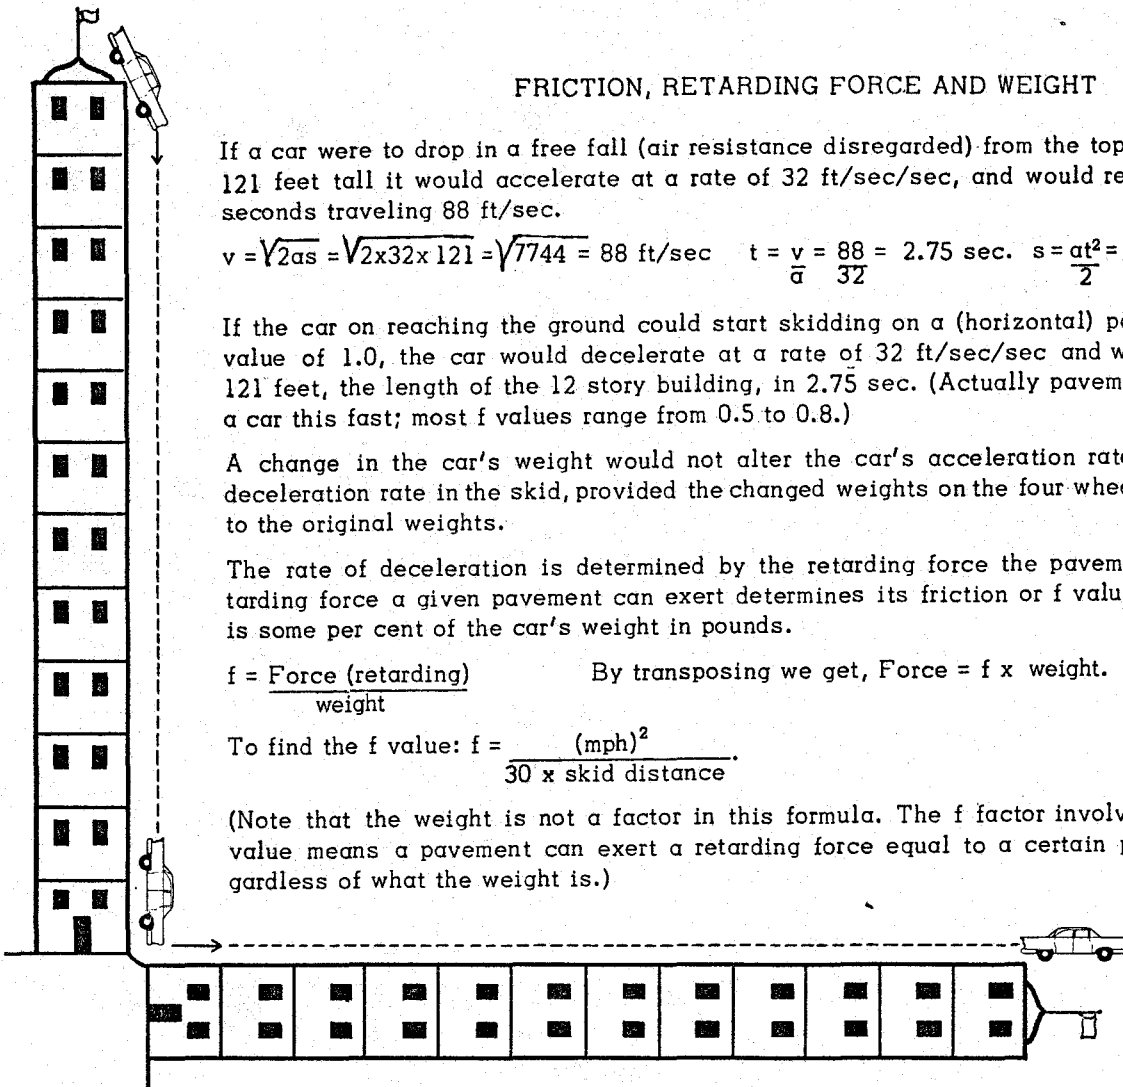 FRICTION, RETARDING FORCE AND WEIGHT
If a car were to drop in a free fall (air resistance disregarded) from the top
121 feet tall it would accelerate at a rate of 32 ft/sec/sec, and would re
seconds traveling 88 ft/sec.
v = √2as = √2x32x 121 = √7744 = 88 ft/sec t = v/a = 88/32 = 2.75 sec. s = at²/2 =
If the car on reaching the ground could start skidding on a (horizontal) p
value of 1.0, the car would decelerate at a rate of 32 ft/sec/sec and w
121 feet, the length of the 12 story building, in 2.75 sec. (Actually pavem
a car this fast; most f values range from 0.5 to 0.8.)
A change in the car's weight would not alter the car's acceleration rat
deceleration rate in the skid, provided the changed weights on the four whee
to the original weights.
The rate of deceleration is determined by the retarding force the pavem
tarding force a given pavement can exert determines its friction or f valu
is some per cent of the car's weight in pounds.
f = Force (retarding)/weight By transposing we get, Force = f x weight.
To find the f value: f = (mph)²/30 x skid distance.
(Note that the weight is not a factor in this formula. The f factor involv
value means a pavement can exert a retarding force equal to a certain p
gardless of what the weight is.)